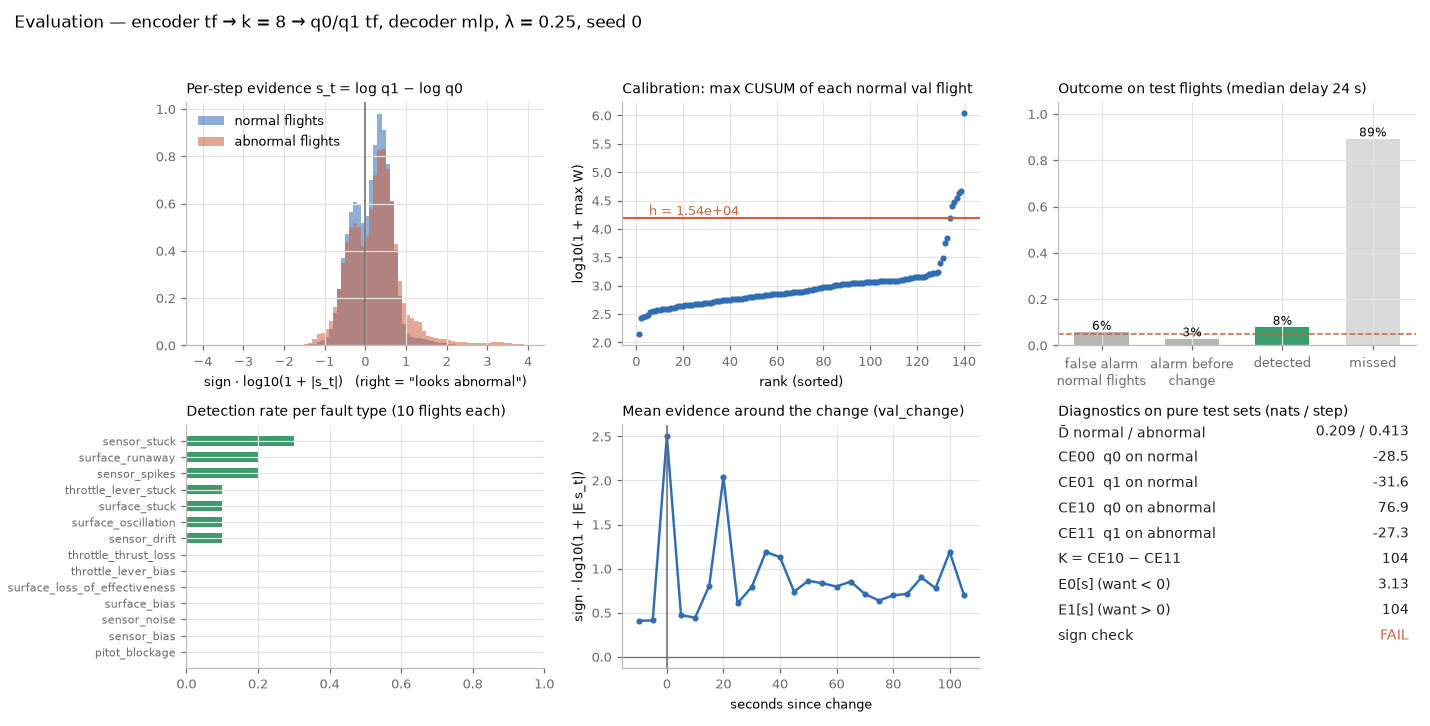 Evaluation — encoder tf → k = 8 → q0/q1 tf, decoder mlp, λ = 0.25, seed 0
Per-step evidence s_t = log q1 − log q0
1.0
0.8
0.6
0.4
0.2
0.0
normal flights
abnormal flights
−4 −3 −2 −1 0 1 2 3 4
sign · log10(1 + |s_t|) (right = "looks abnormal")
Calibration: max CUSUM of each normal val flight
log10(1 + max W)
6.0
5.5
5.0
4.5
4.0
3.5
3.0
2.5
2.0
h = 1.54e+04
0 20 40 60 80 100 120 140
rank (sorted)
Outcome on test flights (median delay 24 s)
1.0
0.8
0.6
0.4
0.2
0.0
6%
3%
8%
89%
false alarm
normal flights
alarm before
change
detected
missed
Detection rate per fault type (10 flights each)
sensor_stuck
surface_runaway
sensor_spikes
throttle_lever_stuck
surface_stuck
surface_oscillation
sensor_drift
throttle_thrust_loss
throttle_lever_bias
surface_loss_of_effectiveness
surface_bias
sensor_noise
sensor_bias
pitot_blockage
0.0 0.2 0.4 0.6 0.8 1.0
Mean evidence around the change (val_change)
sign · log10(1 + |E s_t|)
2.5
2.0
1.5
1.0
0.5
0.0
0 20 40 60 80 100
seconds since change
Diagnostics on pure test sets (nats / step)
D̄ normal / abnormal 0.209 / 0.413
CE00 q0 on normal -28.5
CE01 q1 on normal -31.6
CE10 q0 on abnormal 76.9
CE11 q1 on abnormal -27.3
K = CE10 − CE11 104
E0[s] (want < 0) 3.13
E1[s] (want > 0) 104
sign check FAIL